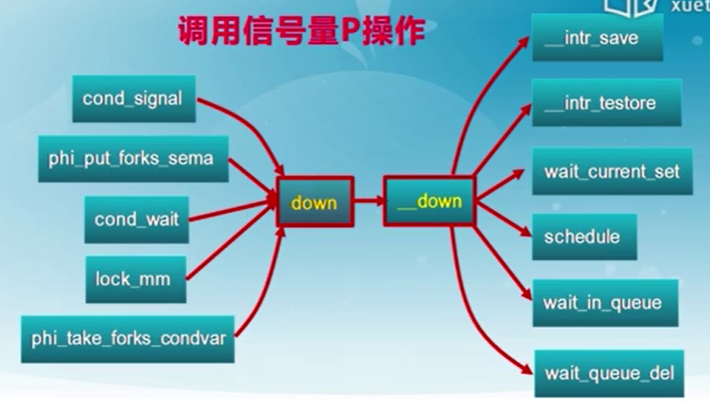 xuet
调用信号量P操作
cond_signal
phi_put_forks_sema
cond_wait
lock_mm
phi_take_forks_condvar
down
__down
__intr_save
__intr_testore
wait_current_set
schedule
wait_in_queue
wait_queue_del